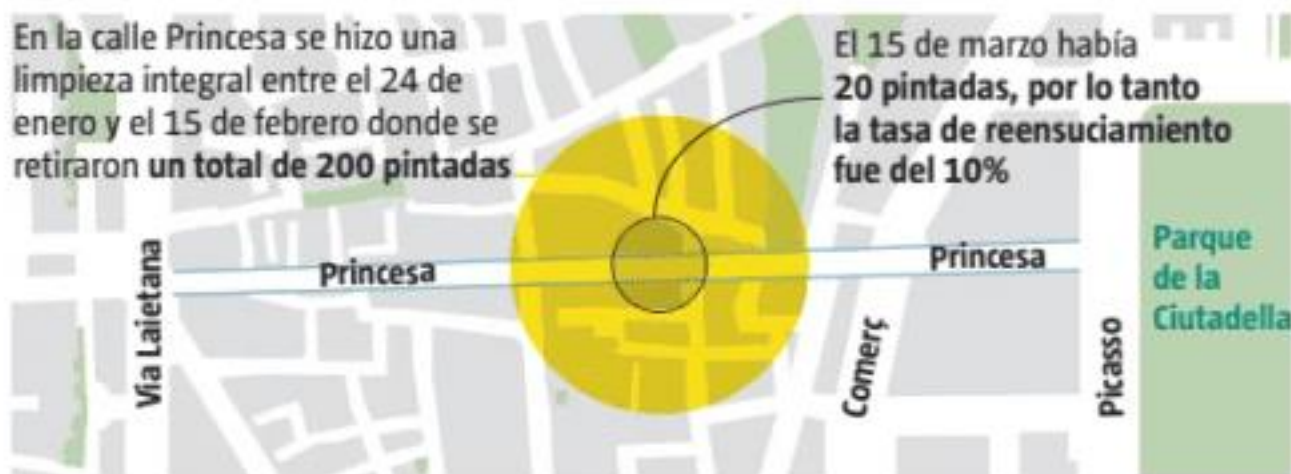 En la calle Princesa se hizo una
limpieza integral entre el 24 de
enero y el 15 de febrero donde se
retiraron un total de 200 pintadas
El 15 de marzo había
20 pintadas, por lo tanto
la tasa de reensuciamiento
fue del 10%
Via Laietana
Princesa
Princesa
Comerç
Picasso
Parque
de la
Ciutadella